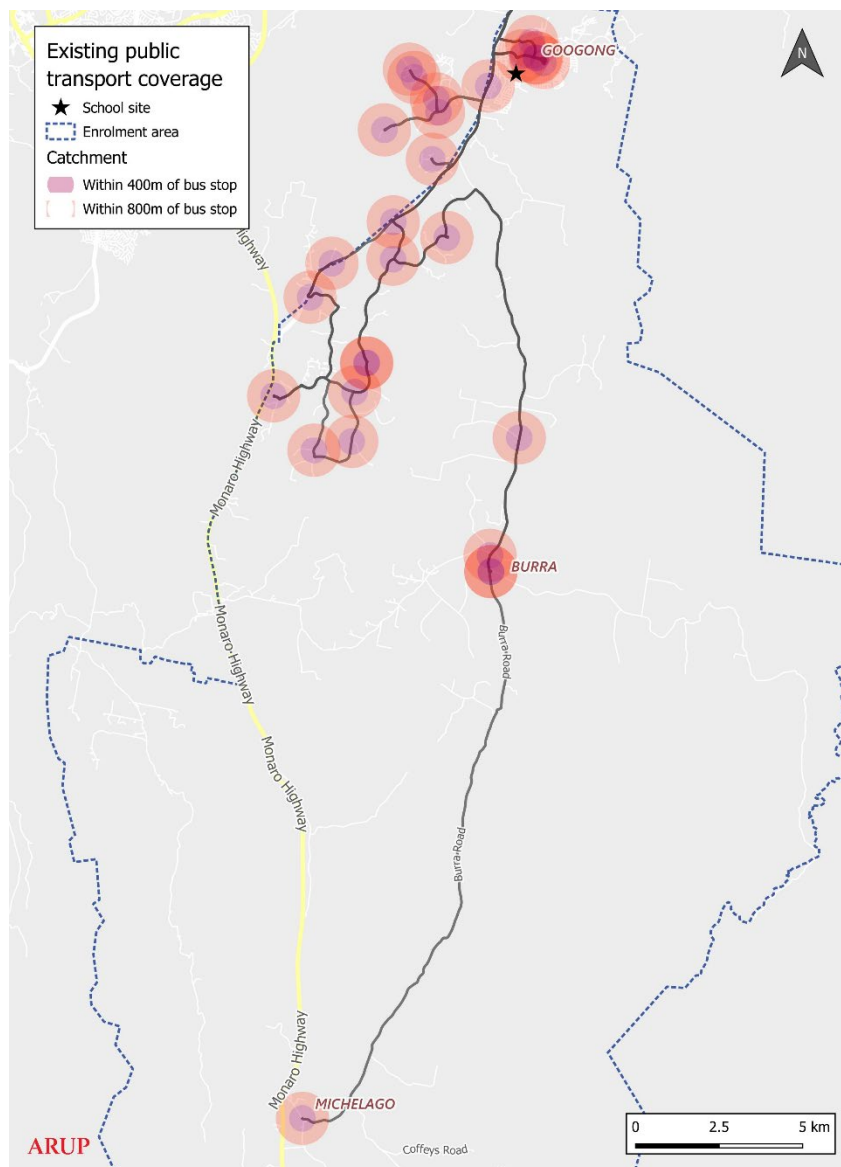 Existing public
transport coverage
School site
Enrolment area
Catchment
Within 400m of bus stop
Within 800m of bus stop
GOOGONG
N
Highway
Monaro Highway
BURRA
Monaro Highway
Burra Road
Monaro Highway
Burra Road
Monaro Highway
MICHELAGO
Coffeys Road
0 2.5 5 km
ARUP